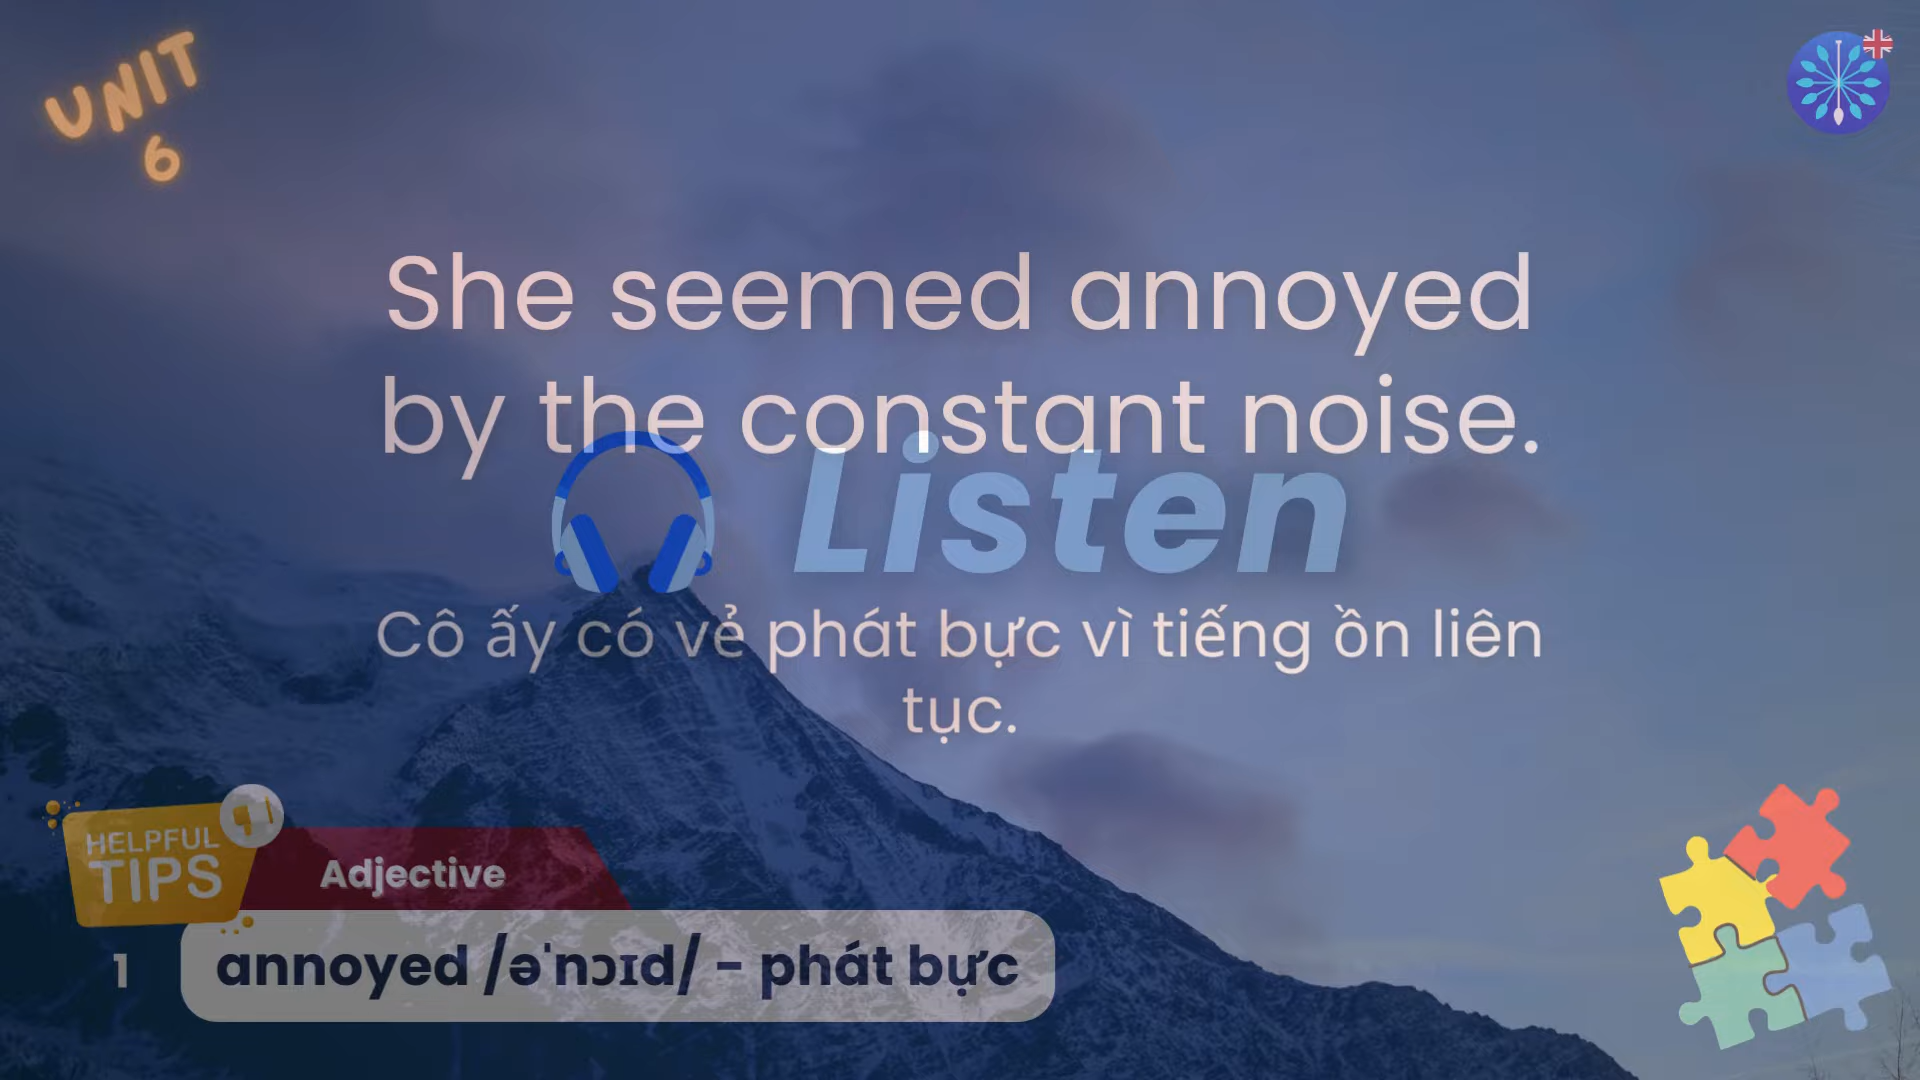 UNIT
6
She seemed annoyed
by the constant noise.
Listen
Cô ấy có vẻ phát bực vì tiếng ồn liên
tục.
HELPFUL
TIPS
Adjective
1
annoyed /əˈnɔɪd/ - phát bực